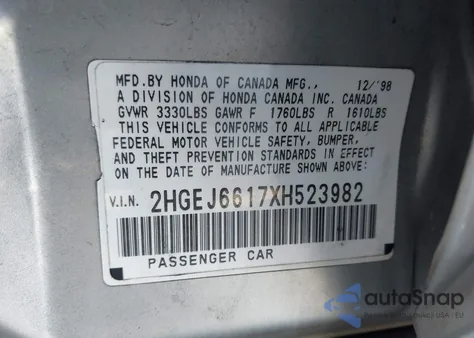 MFD.BY HONDA OF CANADA MFG., 12/'98
A DIVISION OF HONDA CANADA INC. CANADA
GVWR 3330LBS GAWR F 1760LBS R 1610LBS
THIS VEHICLE CONFORMS TO ALL APPLICABLE
FEDERAL MOTOR VEHICLE SAFETY, BUMPER,
AND THEFT PREVENTION STANDARDS IN EFFECT
ON THE DATE OF MANUFACTURE SHOWN ABOVE.
V.I.N. 2HGEJ6617XH523982
PASSENGER CAR
autoSnap